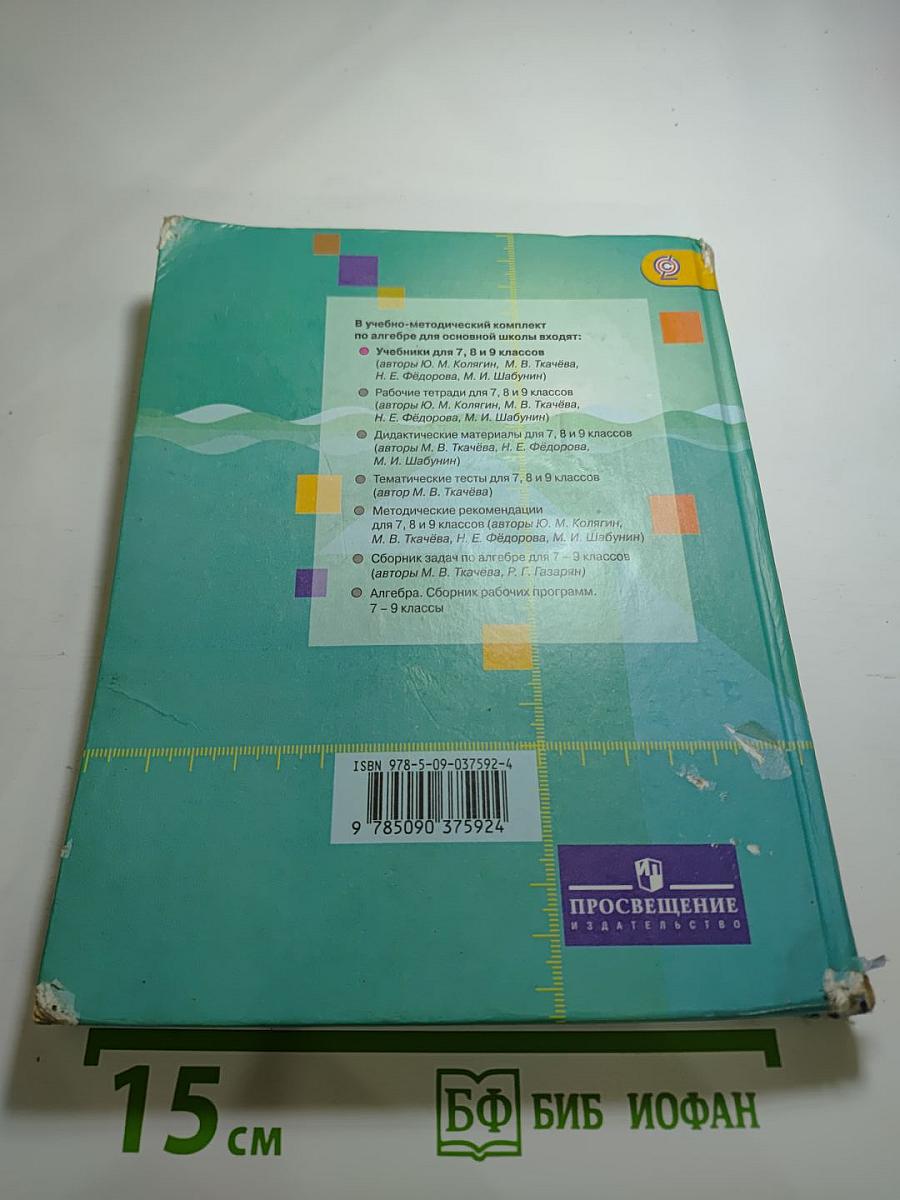 В учебно-методический комплект
по алгебре для основной школы входят:
Учебники для 7, 8 и 9 классов
(авторы Ю. М. Колягин, М. В. Ткачёва,
Н. Е. Фёдорова, М. И. Шабунин)
Рабочие тетради для 7, 8 и 9 классов
(авторы Ю. М. Колягин, М. В. Ткачёва,
Н. Е. Фёдорова, М. И. Шабунин)
Дидактические материалы для 7, 8 и 9 классов
(авторы М. В. Ткачёва, Н. Е. Фёдорова,
М. И. Шабунин)
Тематические тесты для 7, 8 и 9 классов
(автор М. В. Ткачёва)
Методические рекомендации
для 7, 8 и 9 классов (авторы Ю. М. Колягин,
М. В. Ткачёва, Н. Е. Фёдорова, М. И. Шабунин)
Сборник задач по алгебре для 7 – 9 классов
(авторы М. В. Ткачёва, Р. Г. Газарян)
Алгебра. Сборник рабочих программ.
7 – 9 классы
ISBN 978-5-09-037592-4
9 785090 375924
ИП
ПРОСВЕЩЕНИЕ
ИЗДАТЕЛЬСТВО
15 см
БФ БИБ ИОФАН